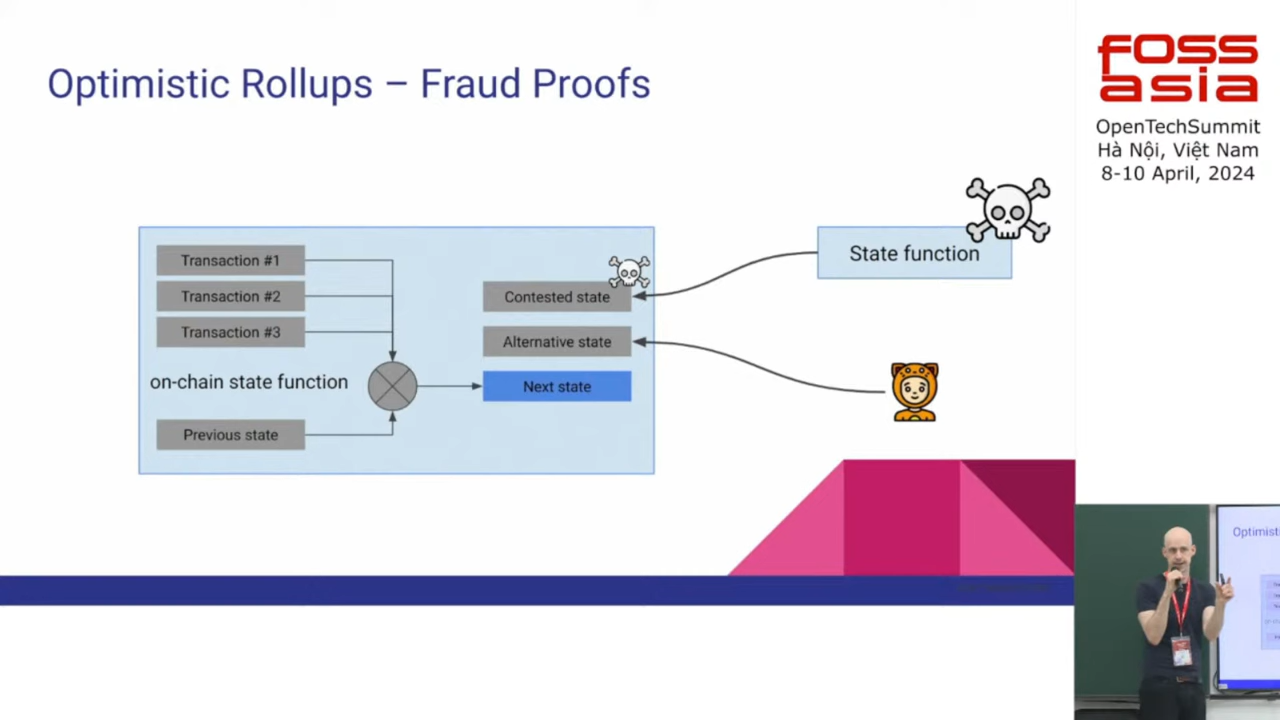 Optimistic Rollups – Fraud Proofs
Transaction #1
Transaction #2
Transaction #3
on-chain state function
Previous state
Contested state
Alternative state
Next state
State function
FOSS
asia
OpenTechSummit
Hà Nội, Việt Nam
8-10 April, 2024
Optimisti